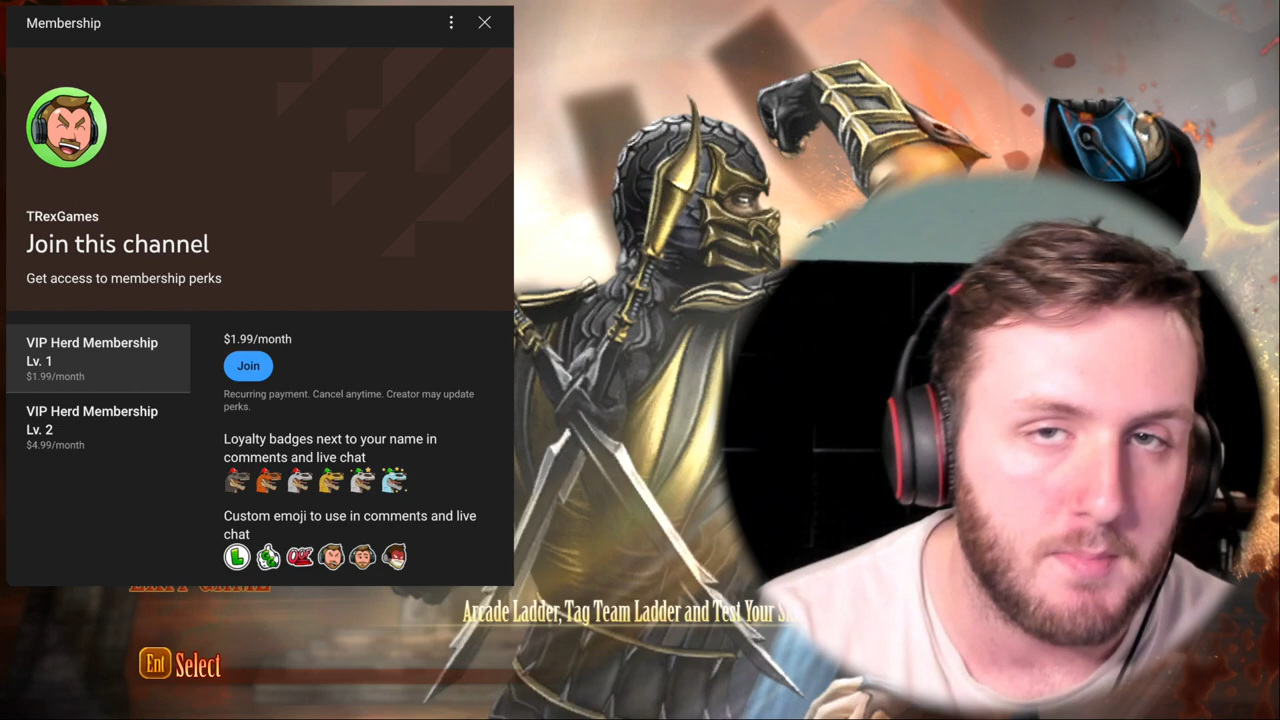 Membership
TRexGames
Join this channel
Get access to membership perks
VIP Herd Membership
Lv. 1
$1.99/month
VIP Herd Membership
Lv. 2
$4.99/month
$1.99/month
Join
Recurring payment. Cancel anytime. Creator may update
perks.
Loyalty badges next to your name in
comments and live chat
Custom emoji to use in comments and live
chat
L
Arcade Ladder, Tag Team Ladder and Test Your
Ent Select